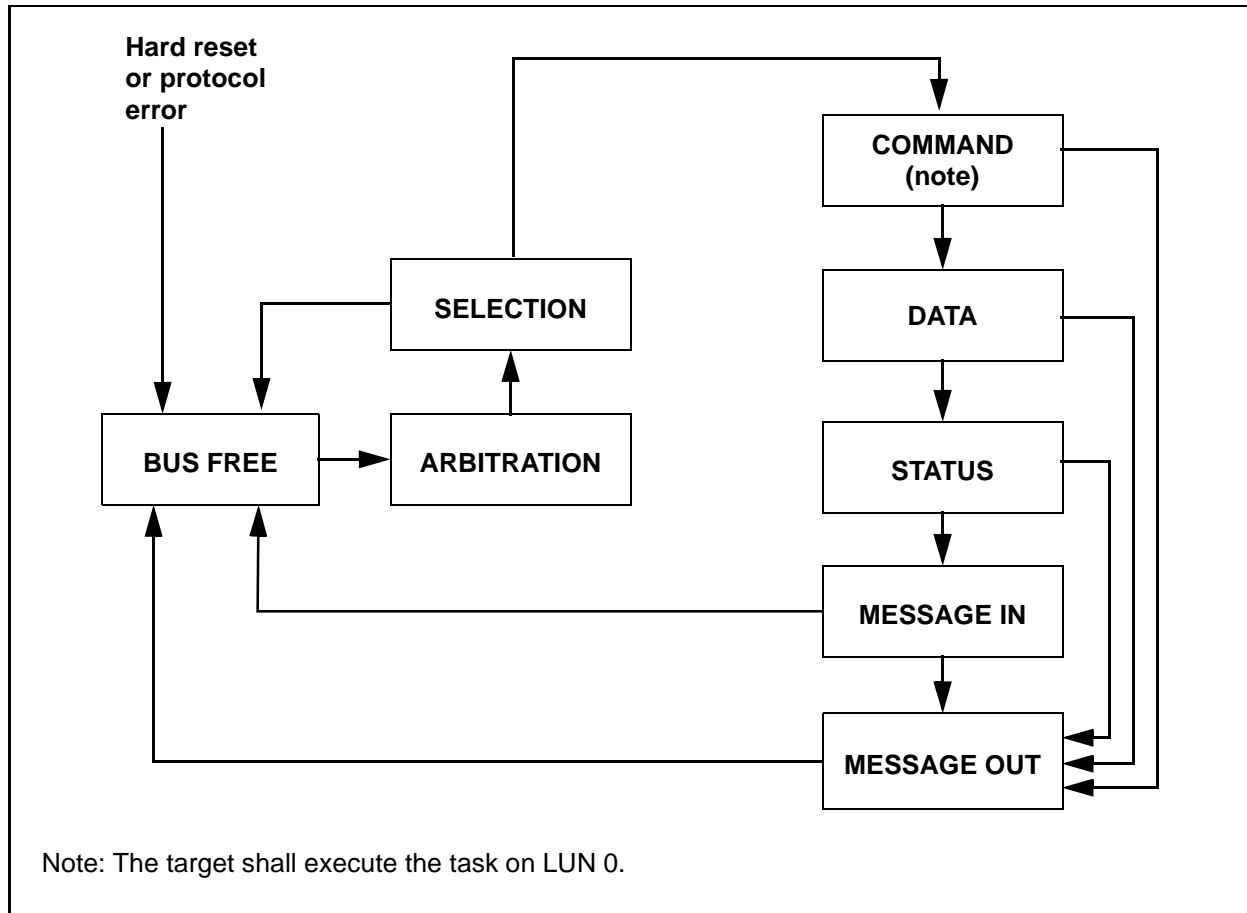 Hard reset
or protocol
error
COMMAND
(note)
SELECTION
DATA
BUS FREE
ARBITRATION
STATUS
MESSAGE IN
MESSAGE OUT
Note: The target shall execute the task on LUN 0.